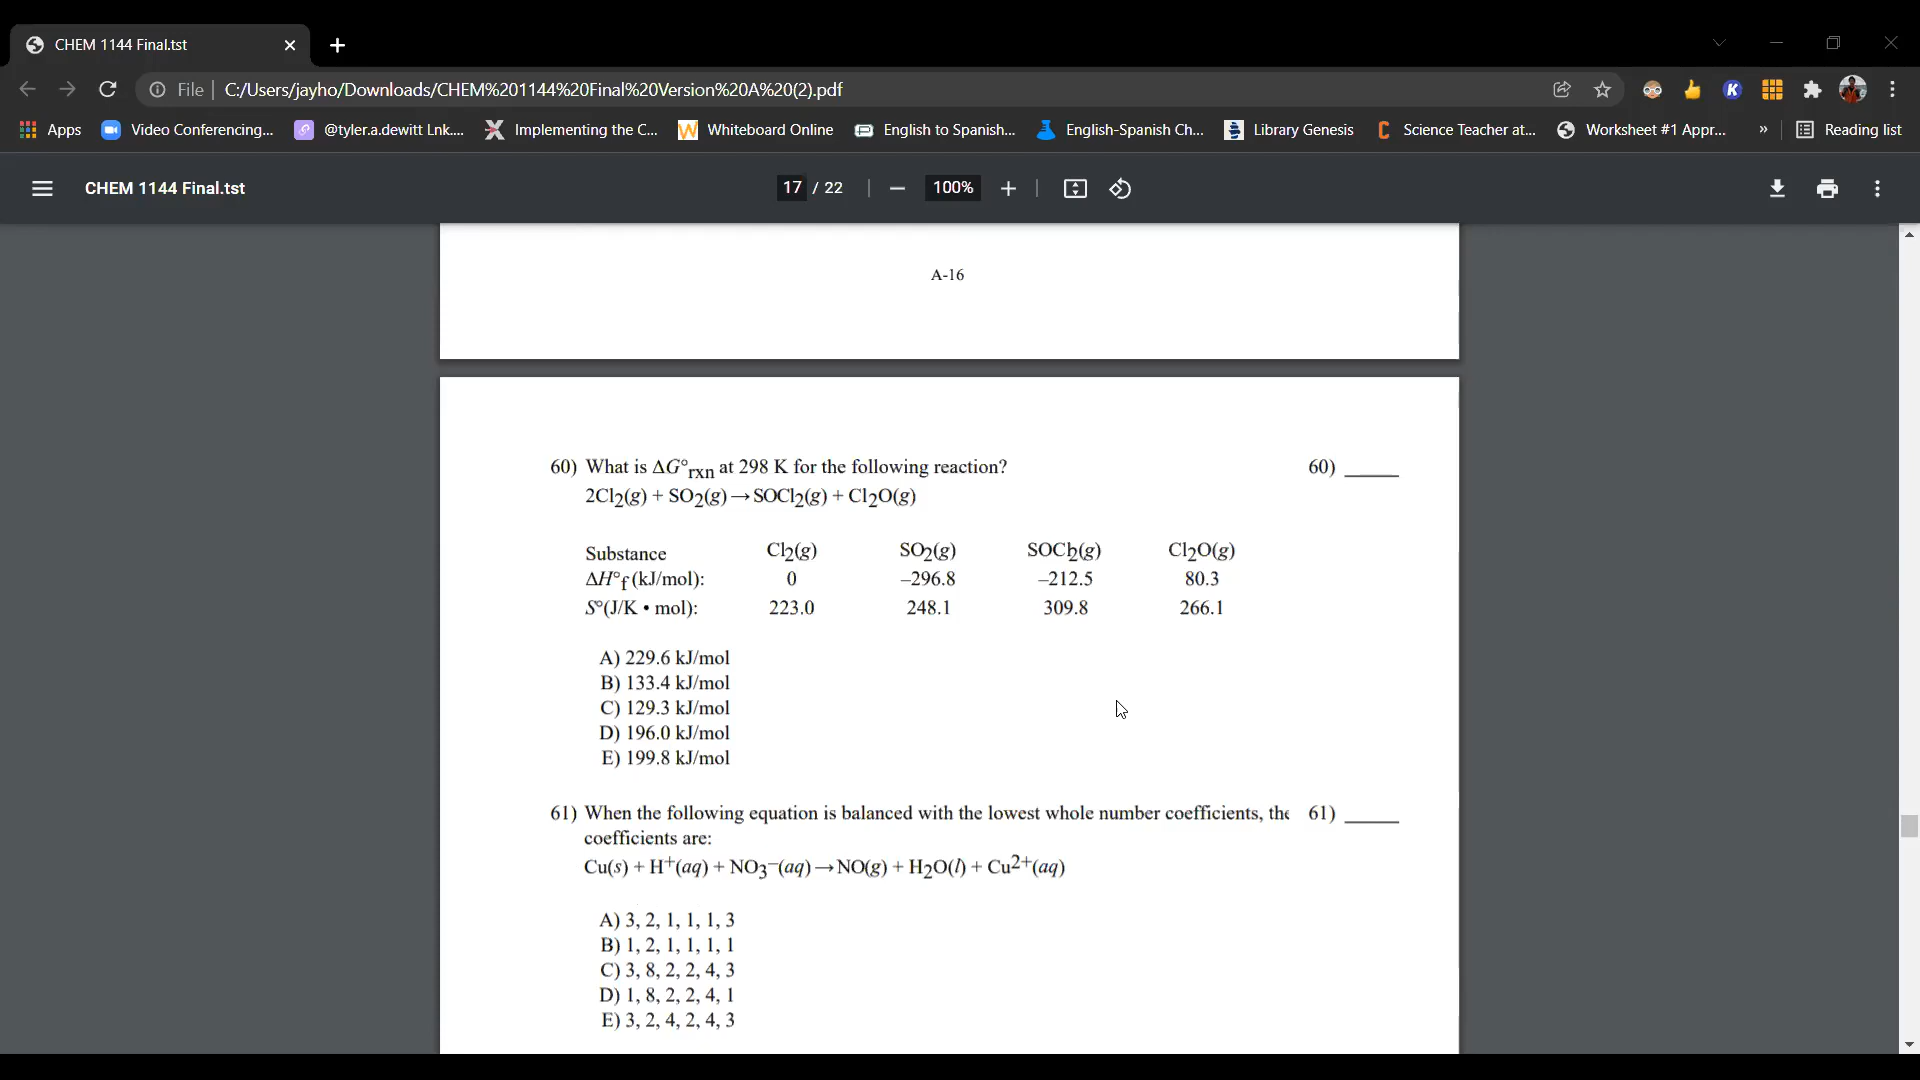 CHEM 1144 Final.tst
File | C:/Users/jayho/Downloads/CHEM%201144%20Final%20Version%20A%20(2).pdf
Apps Video Conferencing... @tyler.a.dewitt Lnk.... Implementing the C... Whiteboard Online English to Spanish... English-Spanish Ch... Library Genesis Science Teacher at... Worksheet #1 Appr... » Reading list
CHEM 1144 Final.tst 17 / 22 100%
A-16
60) What is ΔG°rxn at 298 K for the following reaction? 60) ______
2Cl2(g) + SO2(g) → SOCl2(g) + Cl2O(g)
Substance Cl2(g) SO2(g) SOCl2(g) Cl2O(g)
ΔH°f (kJ/mol): 0 –296.8 –212.5 80.3
S°(J/K • mol): 223.0 248.1 309.8 266.1
A) 229.6 kJ/mol
B) 133.4 kJ/mol
C) 129.3 kJ/mol
D) 196.0 kJ/mol
E) 199.8 kJ/mol
61) When the following equation is balanced with the lowest whole number coefficients, the 61) ______
coefficients are:
Cu(s) + H+(aq) + NO3–(aq) → NO(g) + H2O(l) + Cu2+(aq)
A) 3, 2, 1, 1, 1, 3
B) 1, 2, 1, 1, 1, 1
C) 3, 8, 2, 2, 4, 3
D) 1, 8, 2, 2, 4, 1
E) 3, 2, 4, 2, 4, 3